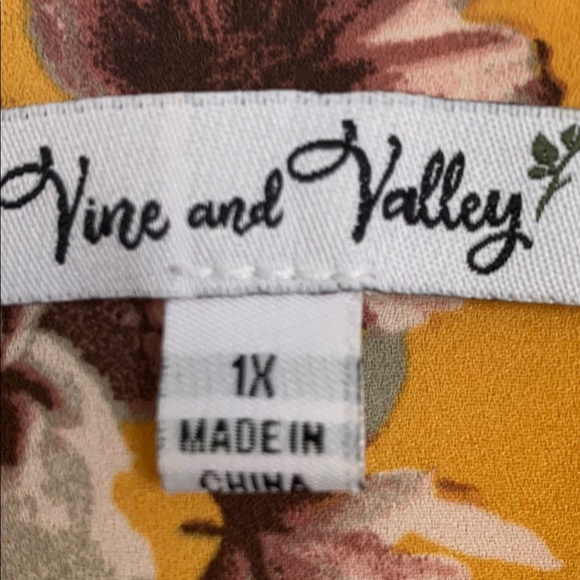 Vine and Valley
1X
MADE IN
CHINA